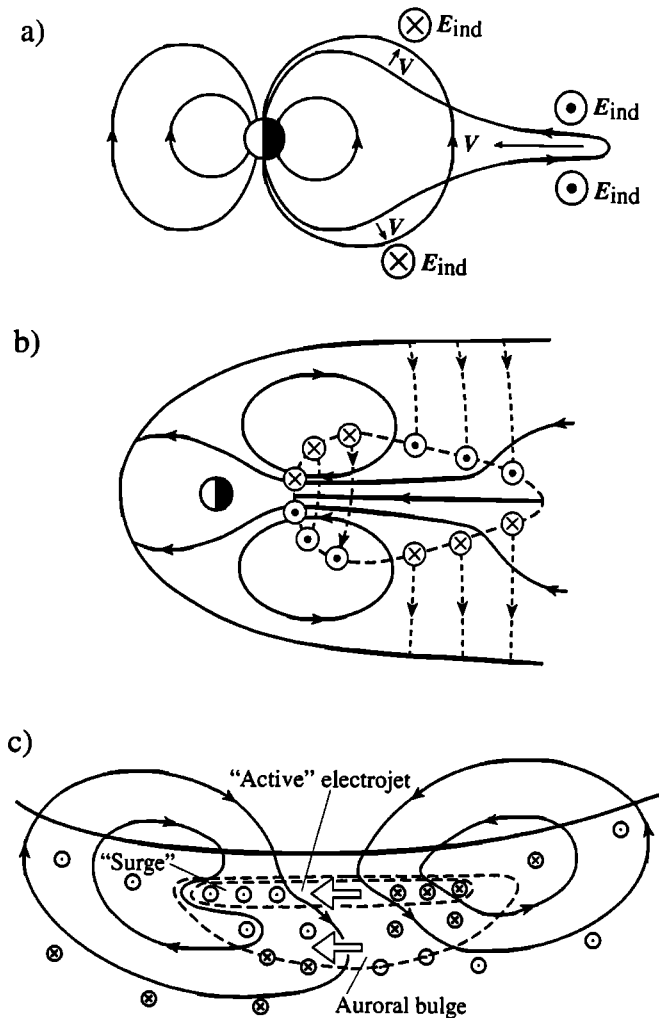 a)
E_ind
V
E_ind
V
E_ind
V
E_ind
b)
c)
“Active” electrojet
“Surge”
Auroral bulge